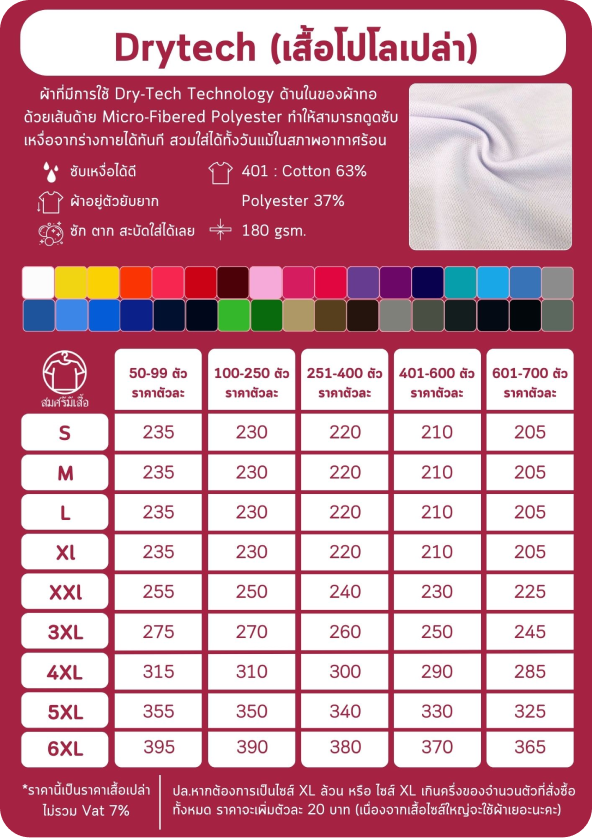 Drytech (เสื้อโปโลเปล่า)
ผ้าที่มีการใช้ Dry-Tech Technology ด้านในของผ้าทอ
ด้วยเส้นด้าย Micro-Fibered Polyester ทำให้สามารถดูดซับ
เหงื่อจากร่างกายได้ทันที สวมใส่ได้ทั้งวันแม้ในสภาพอากาศร้อน
ซับเหงื่อได้ดี 401 : Cotton 63%
ผ้าอยู่ตัวยับยาก Polyester 37%
ซัก ตาก สะบัดใส่ได้เลย 180 gsm.
สมศรีมีเสื้อ
50-99 ตัว 100-250 ตัว 251-400 ตัว 401-600 ตัว 601-700 ตัว
ราคาตัวละ ราคาตัวละ ราคาตัวละ ราคาตัวละ ราคาตัวละ
S 235 230 220 210 205
M 235 230 220 210 205
L 235 230 220 210 205
Xl 235 230 220 210 205
XXl 255 250 240 230 225
3XL 275 270 260 250 245
4XL 315 310 300 290 285
5XL 355 350 340 330 325
6XL 395 390 380 370 365
*ราคานี้เป็นราคาเสื้อเปล่า
ไม่รวม Vat 7%
ปล.หากต้องการเป็นไซส์ XL ล้วน หรือ ไซส์ XL เกินครึ่งของจำนวนตัวที่สั่งซื้อ
ทั้งหมด ราคาจะเพิ่มตัวละ 20 บาท (เนื่องจากเสื้อไซส์ใหญ่จะใช้ผ้าเยอะนะคะ)